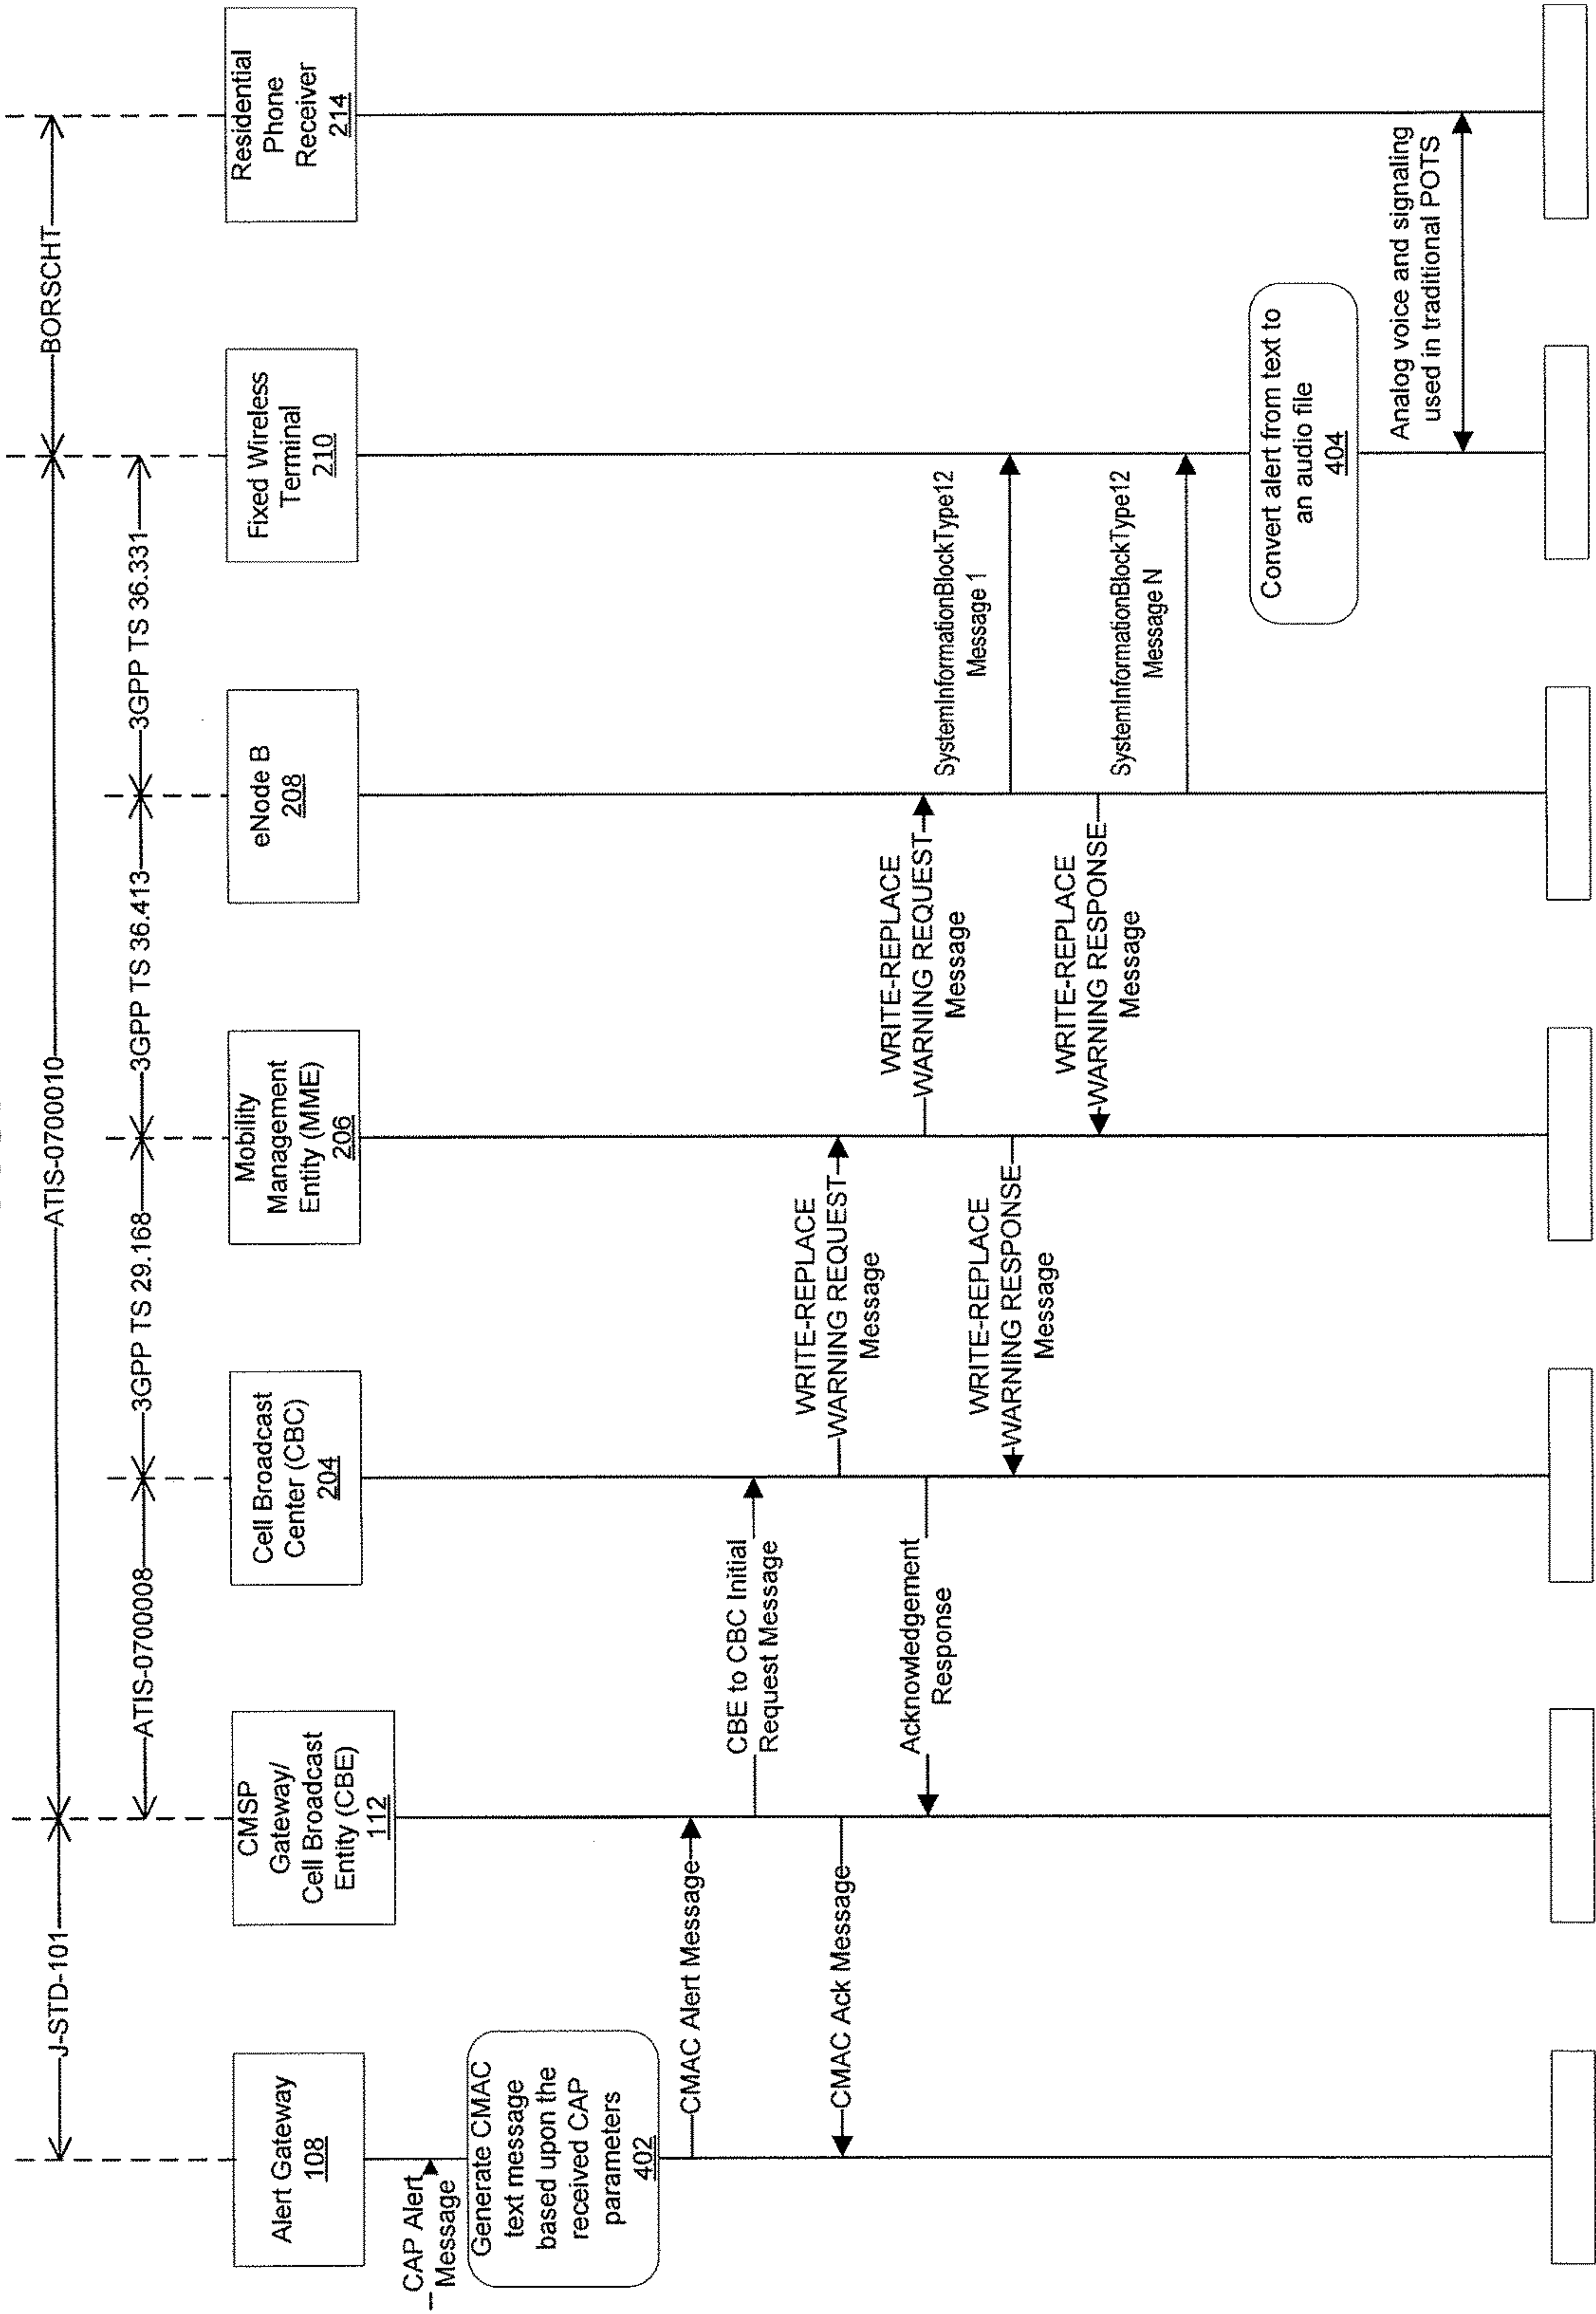 J-STD-101
ATIS-0700010
BORSCHT
ATIS-0700008
3GPP TS 29.168
3GPP TS 36.413
3GPP TS 36.331
Alert Gateway
108
CMSP
Gateway/
Cell Broadcast
Entity (CBE)
112
Cell Broadcast
Center (CBC)
204
Mobility
Management
Entity (MME)
206
eNode B
208
Fixed Wireless
Terminal
210
Residential
Phone
Receiver
214
CAP Alert
Message
Generate CMAC
text message
based upon the
received CAP
parameters
402
CMAC Alert Message
CBE to CBC Initial
Request Message
WRITE-REPLACE
WARNING REQUEST
Message
CMAC Ack Message
WRITE-REPLACE
WARNING REQUEST
Message
Acknowledgement
Response
SystemInformationBlockType12
Message 1
WRITE-REPLACE
WARNING RESPONSE
Message
WRITE-REPLACE
WARNING RESPONSE
Message
SystemInformationBlockType12
Message N
Convert alert from text to
an audio file
404
Analog voice and signaling
used in traditional POTS